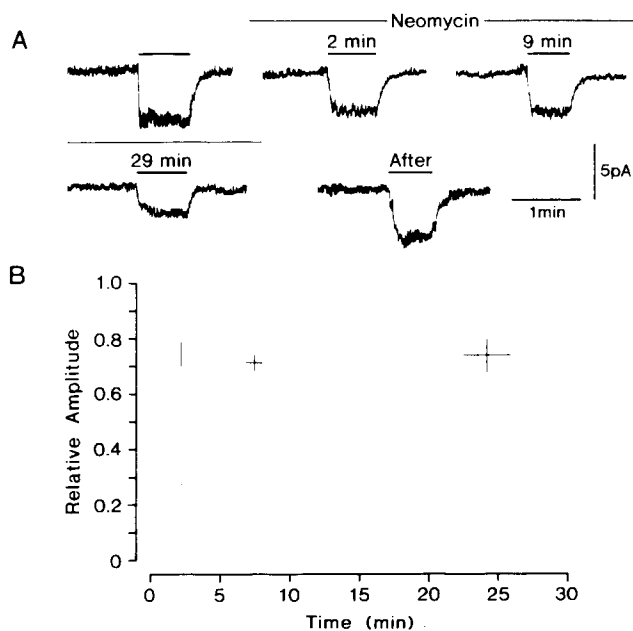 A
Neomycin
2 min
9 min
29 min
After
5pA
1min
B
1.0
0.8
0.6
0.4
0.2
0
Relative Amplitude
0 5 10 15 20 25 30
Time (min)